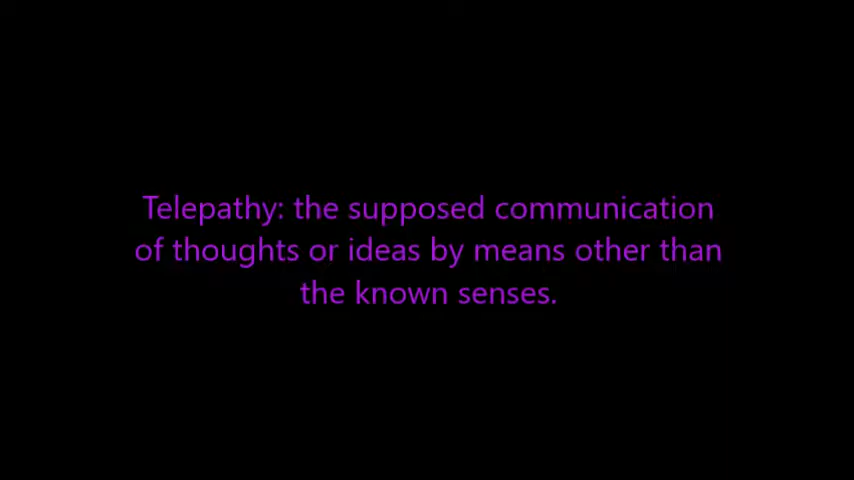 Telepathy: the supposed communication
of thoughts or ideas by means other than
the known senses.